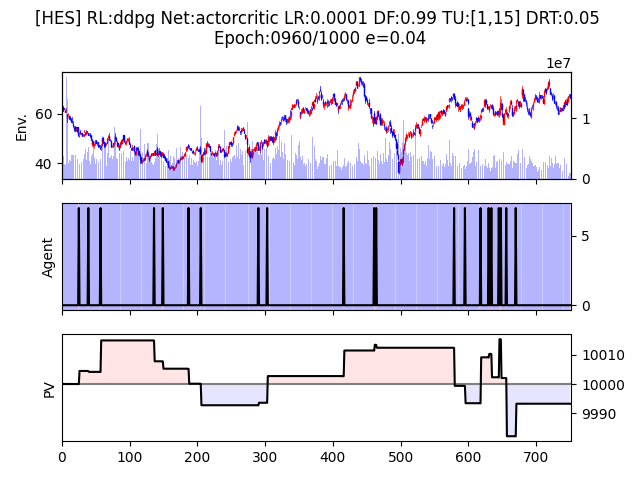 [HES] RL:ddpg Net:actorcritic LR:0.0001 DF:0.99 TU:[1,15] DRT:0.05
Epoch:0960/1000 e=0.04
1e7
Env.
60
40
1
0
Agent
5
0
PV
10010
10000
9990
0 100 200 300 400 500 600 700